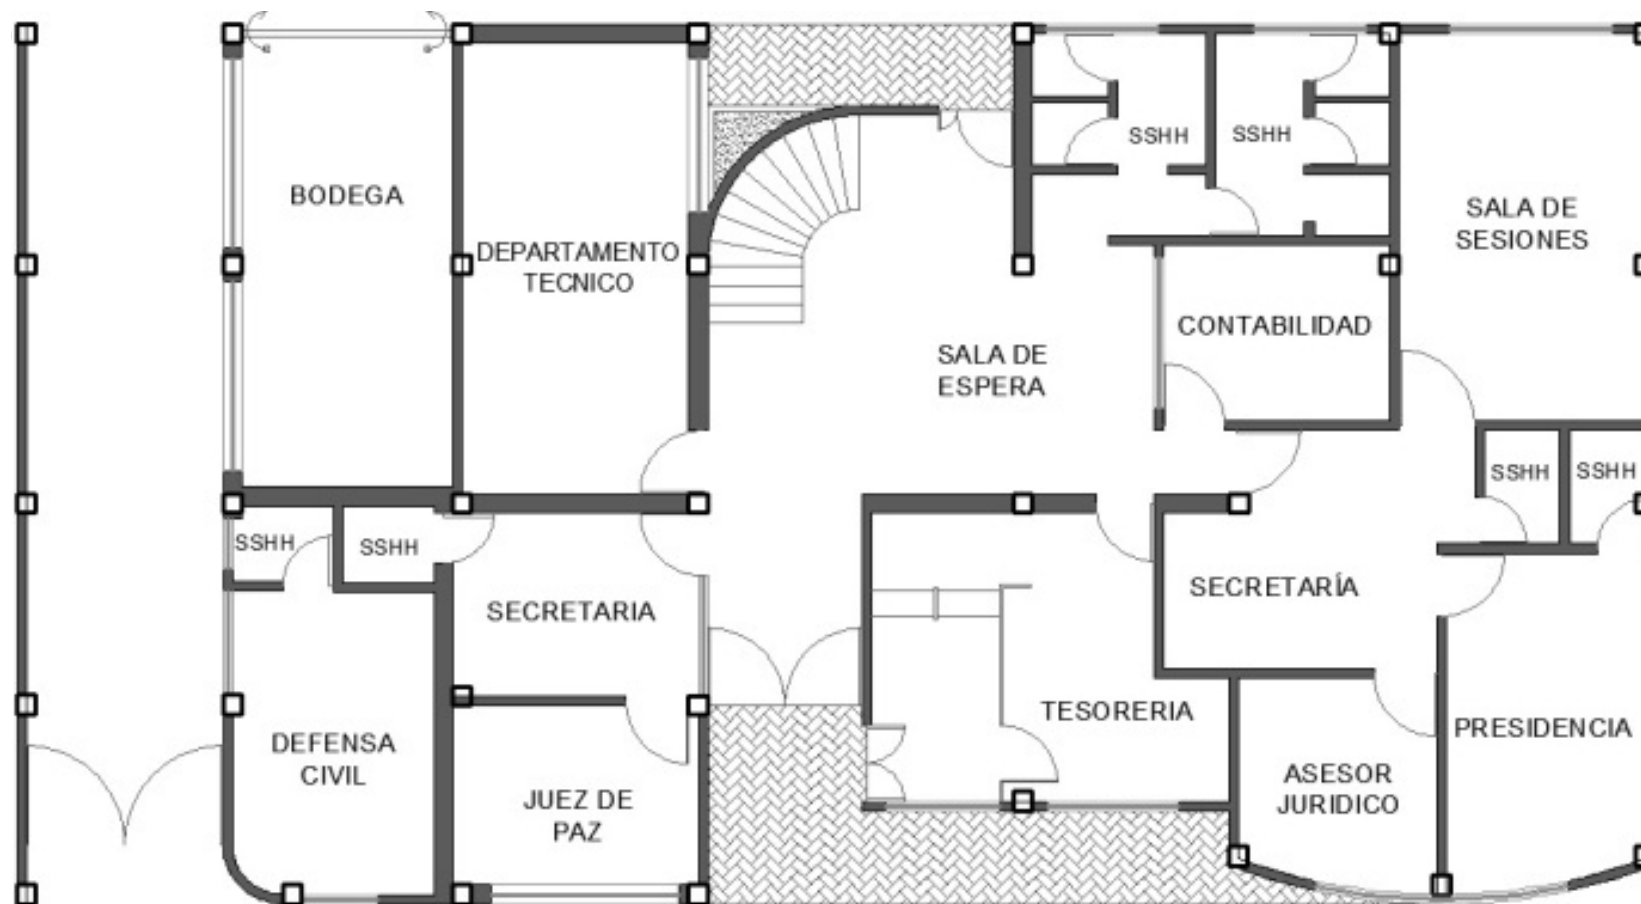 SSHH
SSHH
BODEGA
SALA DE
SESIONES
DEPARTAMENTO
TECNICO
CONTABILIDAD
SALA DE
ESPERA
SSHH
SSHH
SSHH
SSHH
SECRETARIA
SECRETARÍA
TESORERIA
PRESIDENCIA
DEFENSA
CIVIL
ASESOR
JURIDICO
JUEZ DE
PAZ